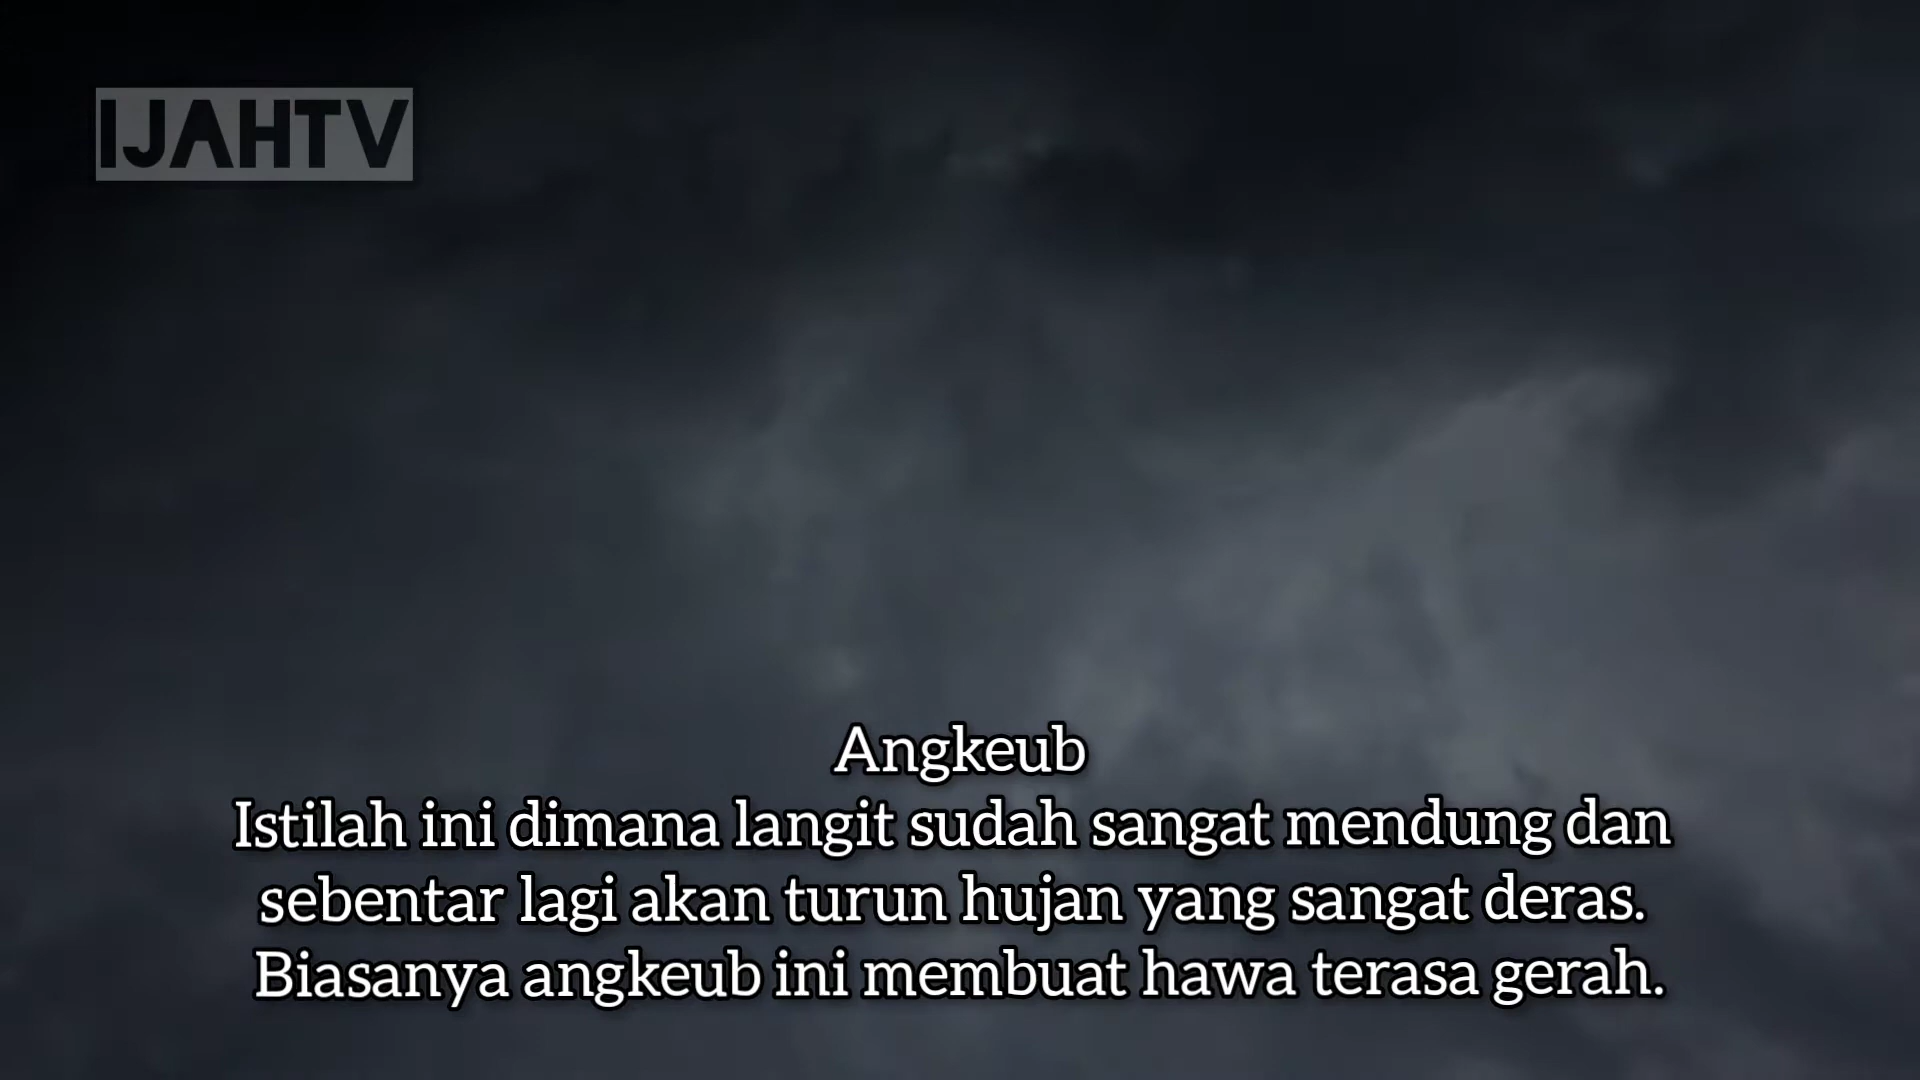 IJAHTV
Angkeub
Istilah ini dimana langit sudah sangat mendung dan
sebentar lagi akan turun hujan yang sangat deras.
Biasanya angkeub ini membuat hawa terasa gerah.